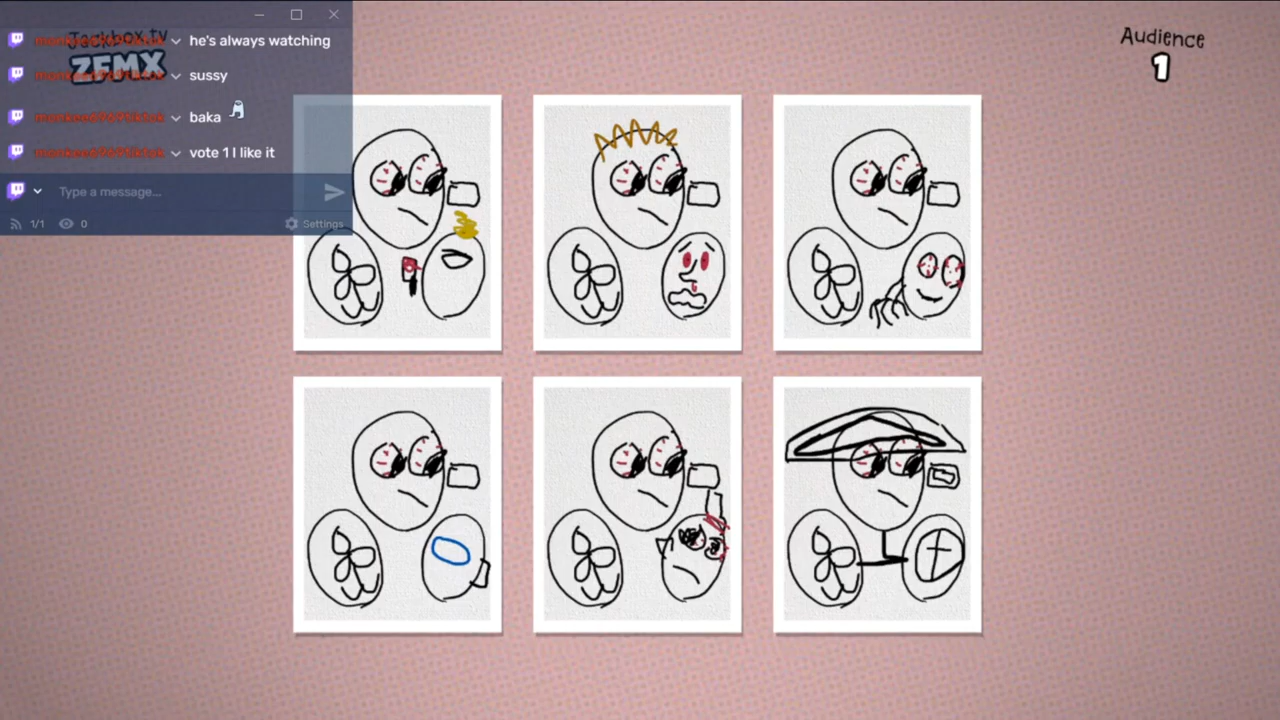 Jackbox.tv
ZFMX
he's always watching
sussy
baka
vote 1 I like it
Type a message...
1/1 0 Settings
Audience
1